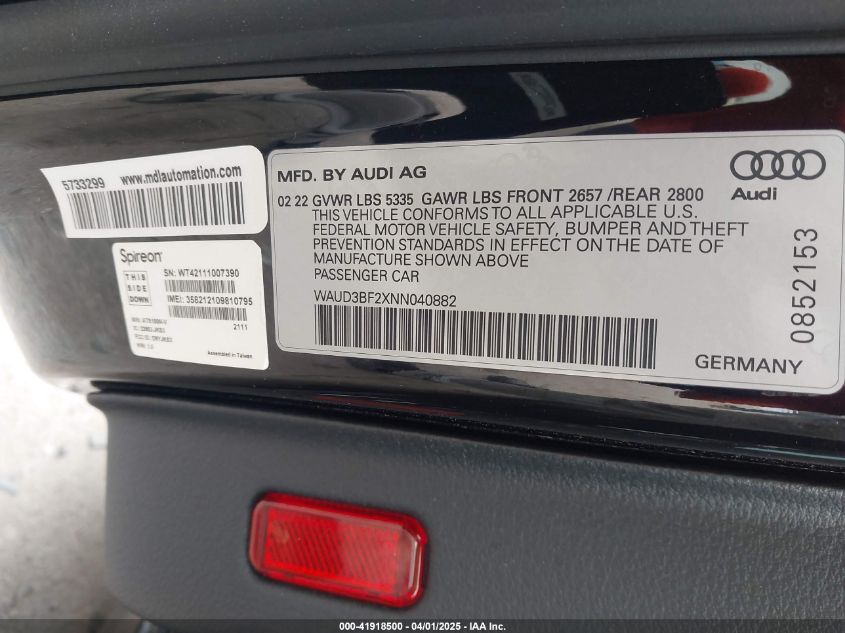 5733299 www.mdlautomation.com
Spireon
SN: WT42111007390
THIS
SIDE
DOWN
IMEI: 358212109810795
2111
Assembled in Taiwan
MFD. BY AUDI AG
02 22 GVWR LBS 5335 GAWR LBS FRONT 2657 /REAR 2800
THIS VEHICLE CONFORMS TO ALL APPLICABLE U.S.
FEDERAL MOTOR VEHICLE SAFETY, BUMPER AND THEFT
PREVENTION STANDARDS IN EFFECT ON THE DATE OF
MANUFACTURE SHOWN ABOVE
PASSENGER CAR
WAUD3BF2XNN040882
Audi
0852153
GERMANY
000-41918500 - 04/01/2025 - IAA Inc.